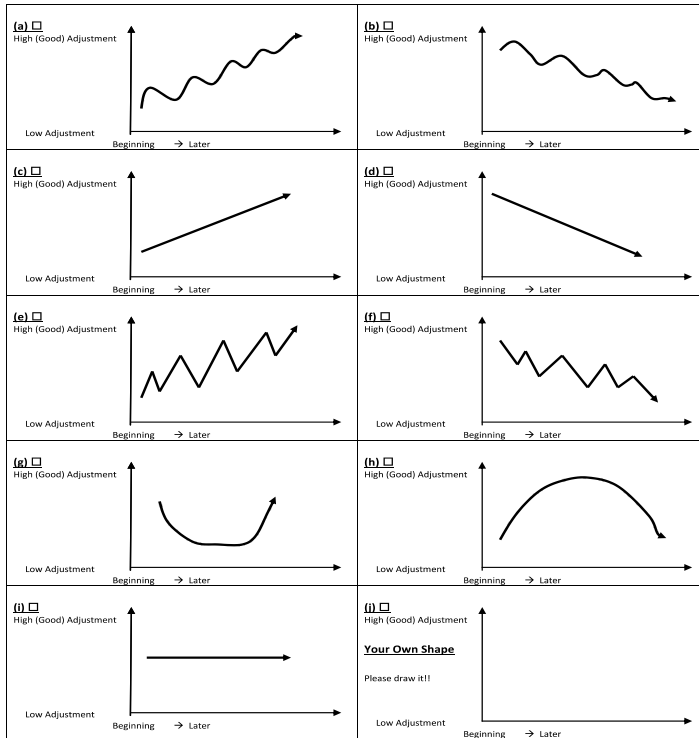 (a) ☐
High (Good) Adjustment
Low Adjustment
Beginning → Later
(b) ☐
High (Good) Adjustment
Low Adjustment
Beginning → Later
(c) ☐
High (Good) Adjustment
Low Adjustment
Beginning → Later
(d) ☐
High (Good) Adjustment
Low Adjustment
Beginning → Later
(e) ☐
High (Good) Adjustment
Low Adjustment
Beginning → Later
(f) ☐
High (Good) Adjustment
Low Adjustment
Beginning → Later
(g) ☐
High (Good) Adjustment
Low Adjustment
Beginning → Later
(h) ☐
High (Good) Adjustment
Low Adjustment
Beginning → Later
(i) ☐
High (Good) Adjustment
Low Adjustment
Beginning → Later
(j) ☐
High (Good) Adjustment
Your Own Shape
Please draw it!!
Low Adjustment
Beginning → Later